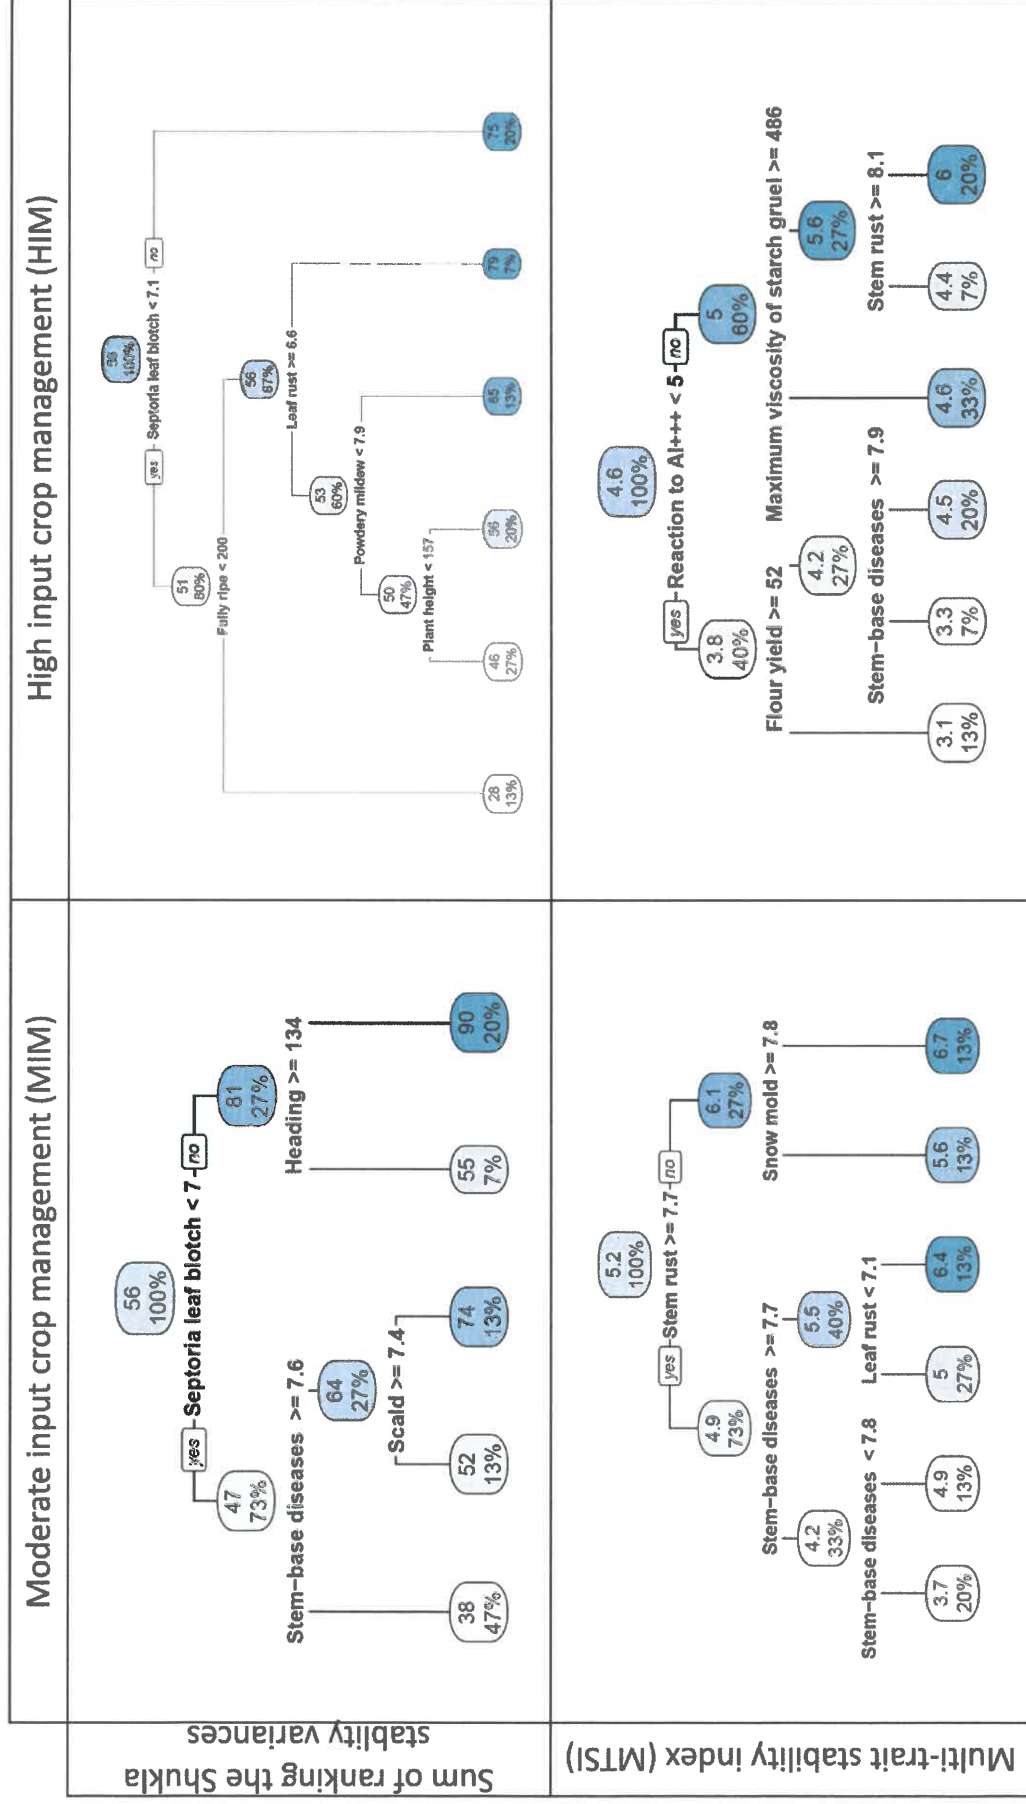 Moderate input crop management (MIM)
High input crop management (HIM)
Sum of ranking the Shukla
stablity variances
56
100%
yes
Septoria leaf blotch < 7
no
47
73%
81
27%
Stem-base diseases >= 7.6
Heading >= 134
64
27%
Scald >= 7.4
38
47%
52
13%
74
13%
55
7%
90
20%
100%
yes
Septoria leaf blotch < 7.1
no
51
80%
Fully ripe < 200
56
67%
Leaf rust >= 6.6
53
60%
Powdery mildew < 7.9
50
47%
Plant height < 157
28
13%
46
27%
56
20%
65
13%
79
7%
75
20%
Multi-trait stability index (MTSI)
5.2
100%
yes
Stem rust >= 7.7
no
4.9
73%
6.1
27%
Stem-base diseases >= 7.7
Snow mold >= 7.8
4.2
33%
5.5
40%
Stem-base diseases < 7.8
Leaf rust < 7.1
3.7
20%
4.9
13%
5
27%
6.4
13%
5.6
13%
6.7
13%
4.6
100%
yes
Reaction to Al+++ < 5
no
3.8
40%
5
60%
Flour yield >= 52
Maximum viscosity of starch gruel >= 486
4.2
27%
5.6
27%
Stem-base diseases >= 7.9
Stem rust >= 8.1
3.1
13%
3.3
7%
4.5
20%
4.6
33%
4.4
7%
6
20%